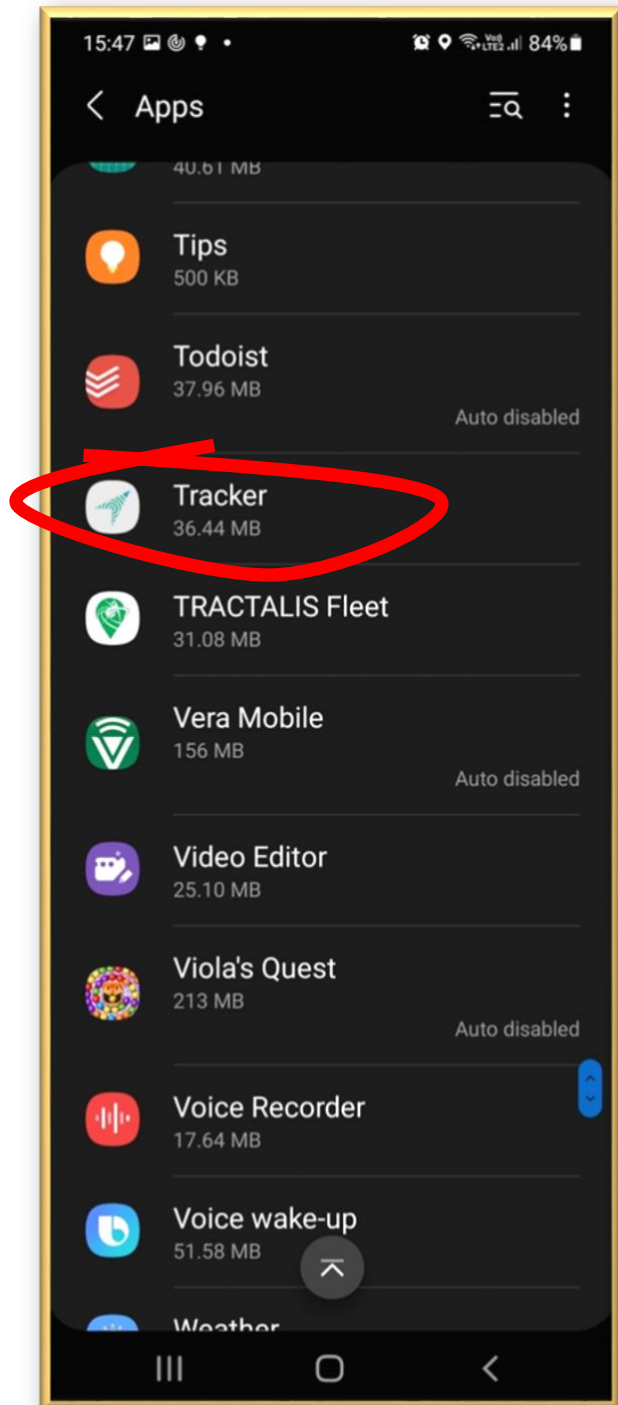 15:47
84%
Apps
40.61 MB
Tips
500 KB
Todoist
37.96 MB
Auto disabled
Tracker
36.44 MB
TRACTALIS Fleet
31.08 MB
Vera Mobile
156 MB
Auto disabled
Video Editor
25.10 MB
Viola's Quest
213 MB
Auto disabled
Voice Recorder
17.64 MB
Voice wake-up
51.58 MB
Weather